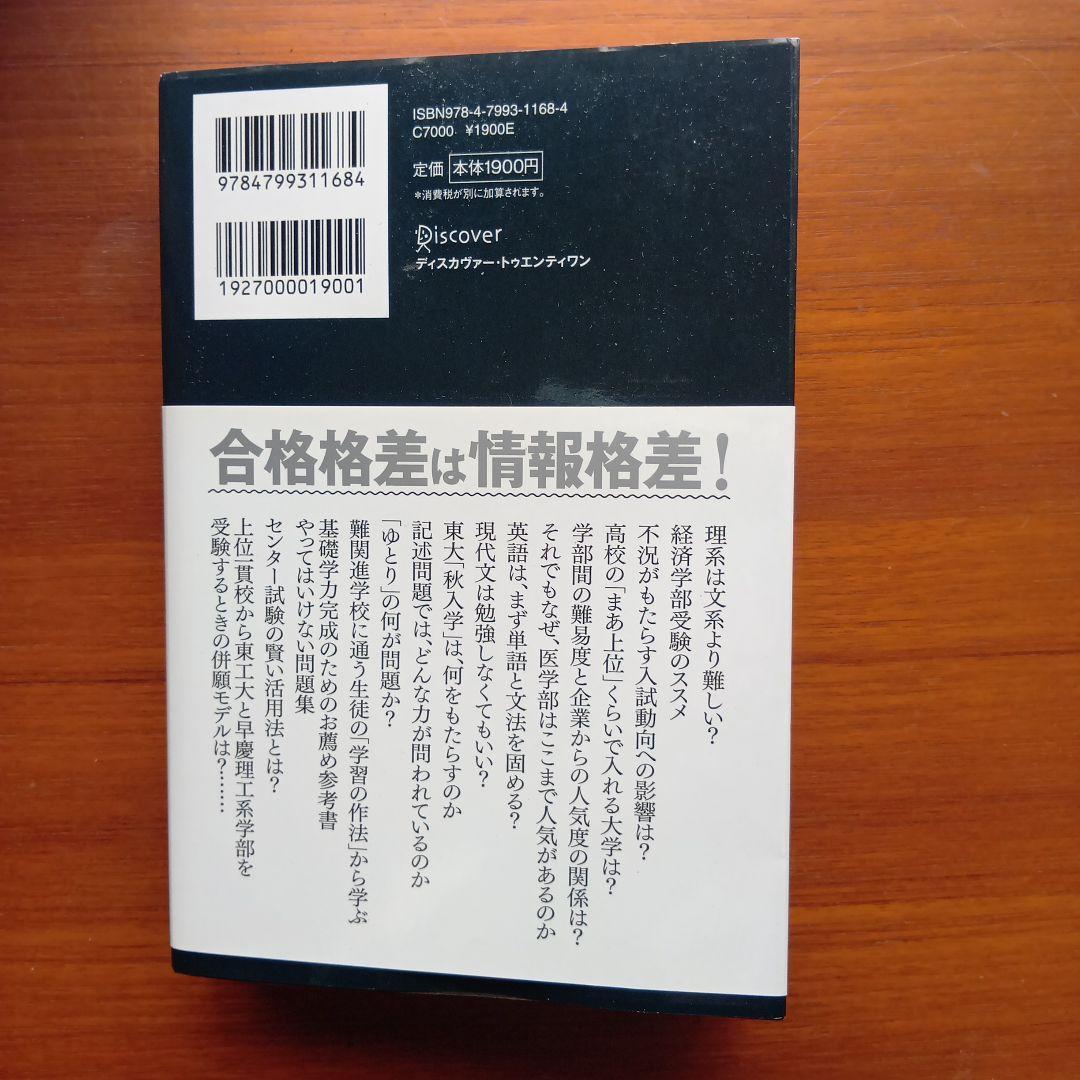 9784799311684
1927000019001
ISBN978-4-7993-1168-4
C7000 ¥1900E
定価 本体1900円
*消費税が別に加算されます。
Discover
ディスカヴァー・トゥエンティワン
合格格差は情報格差!
理系は文系より難しい?
経済学部受験のススメ
不況がもたらす入試動向への影響は?
高校の「まあ上位」くらいで入れる大学は?
学部間の難易度と企業からの人気度の関係は?
それでもなぜ、医学部はここまで人気があるのか
英語は、まず単語と文法を固める?
現代文は勉強しなくてもいい?
東大「秋入学」は、何をもたらすのか
記述問題では、どんな力が問われているのか
「ゆとり」の何が問題か?
難関進学校に通う生徒の「学習の作法」から学ぶ
基礎学力完成のためのお薦め参考書
やってはいけない問題集
センター試験の賢い活用法とは?
上位一貫校から東工大と早慶理工系学部を
受験するときの併願モデルは?……